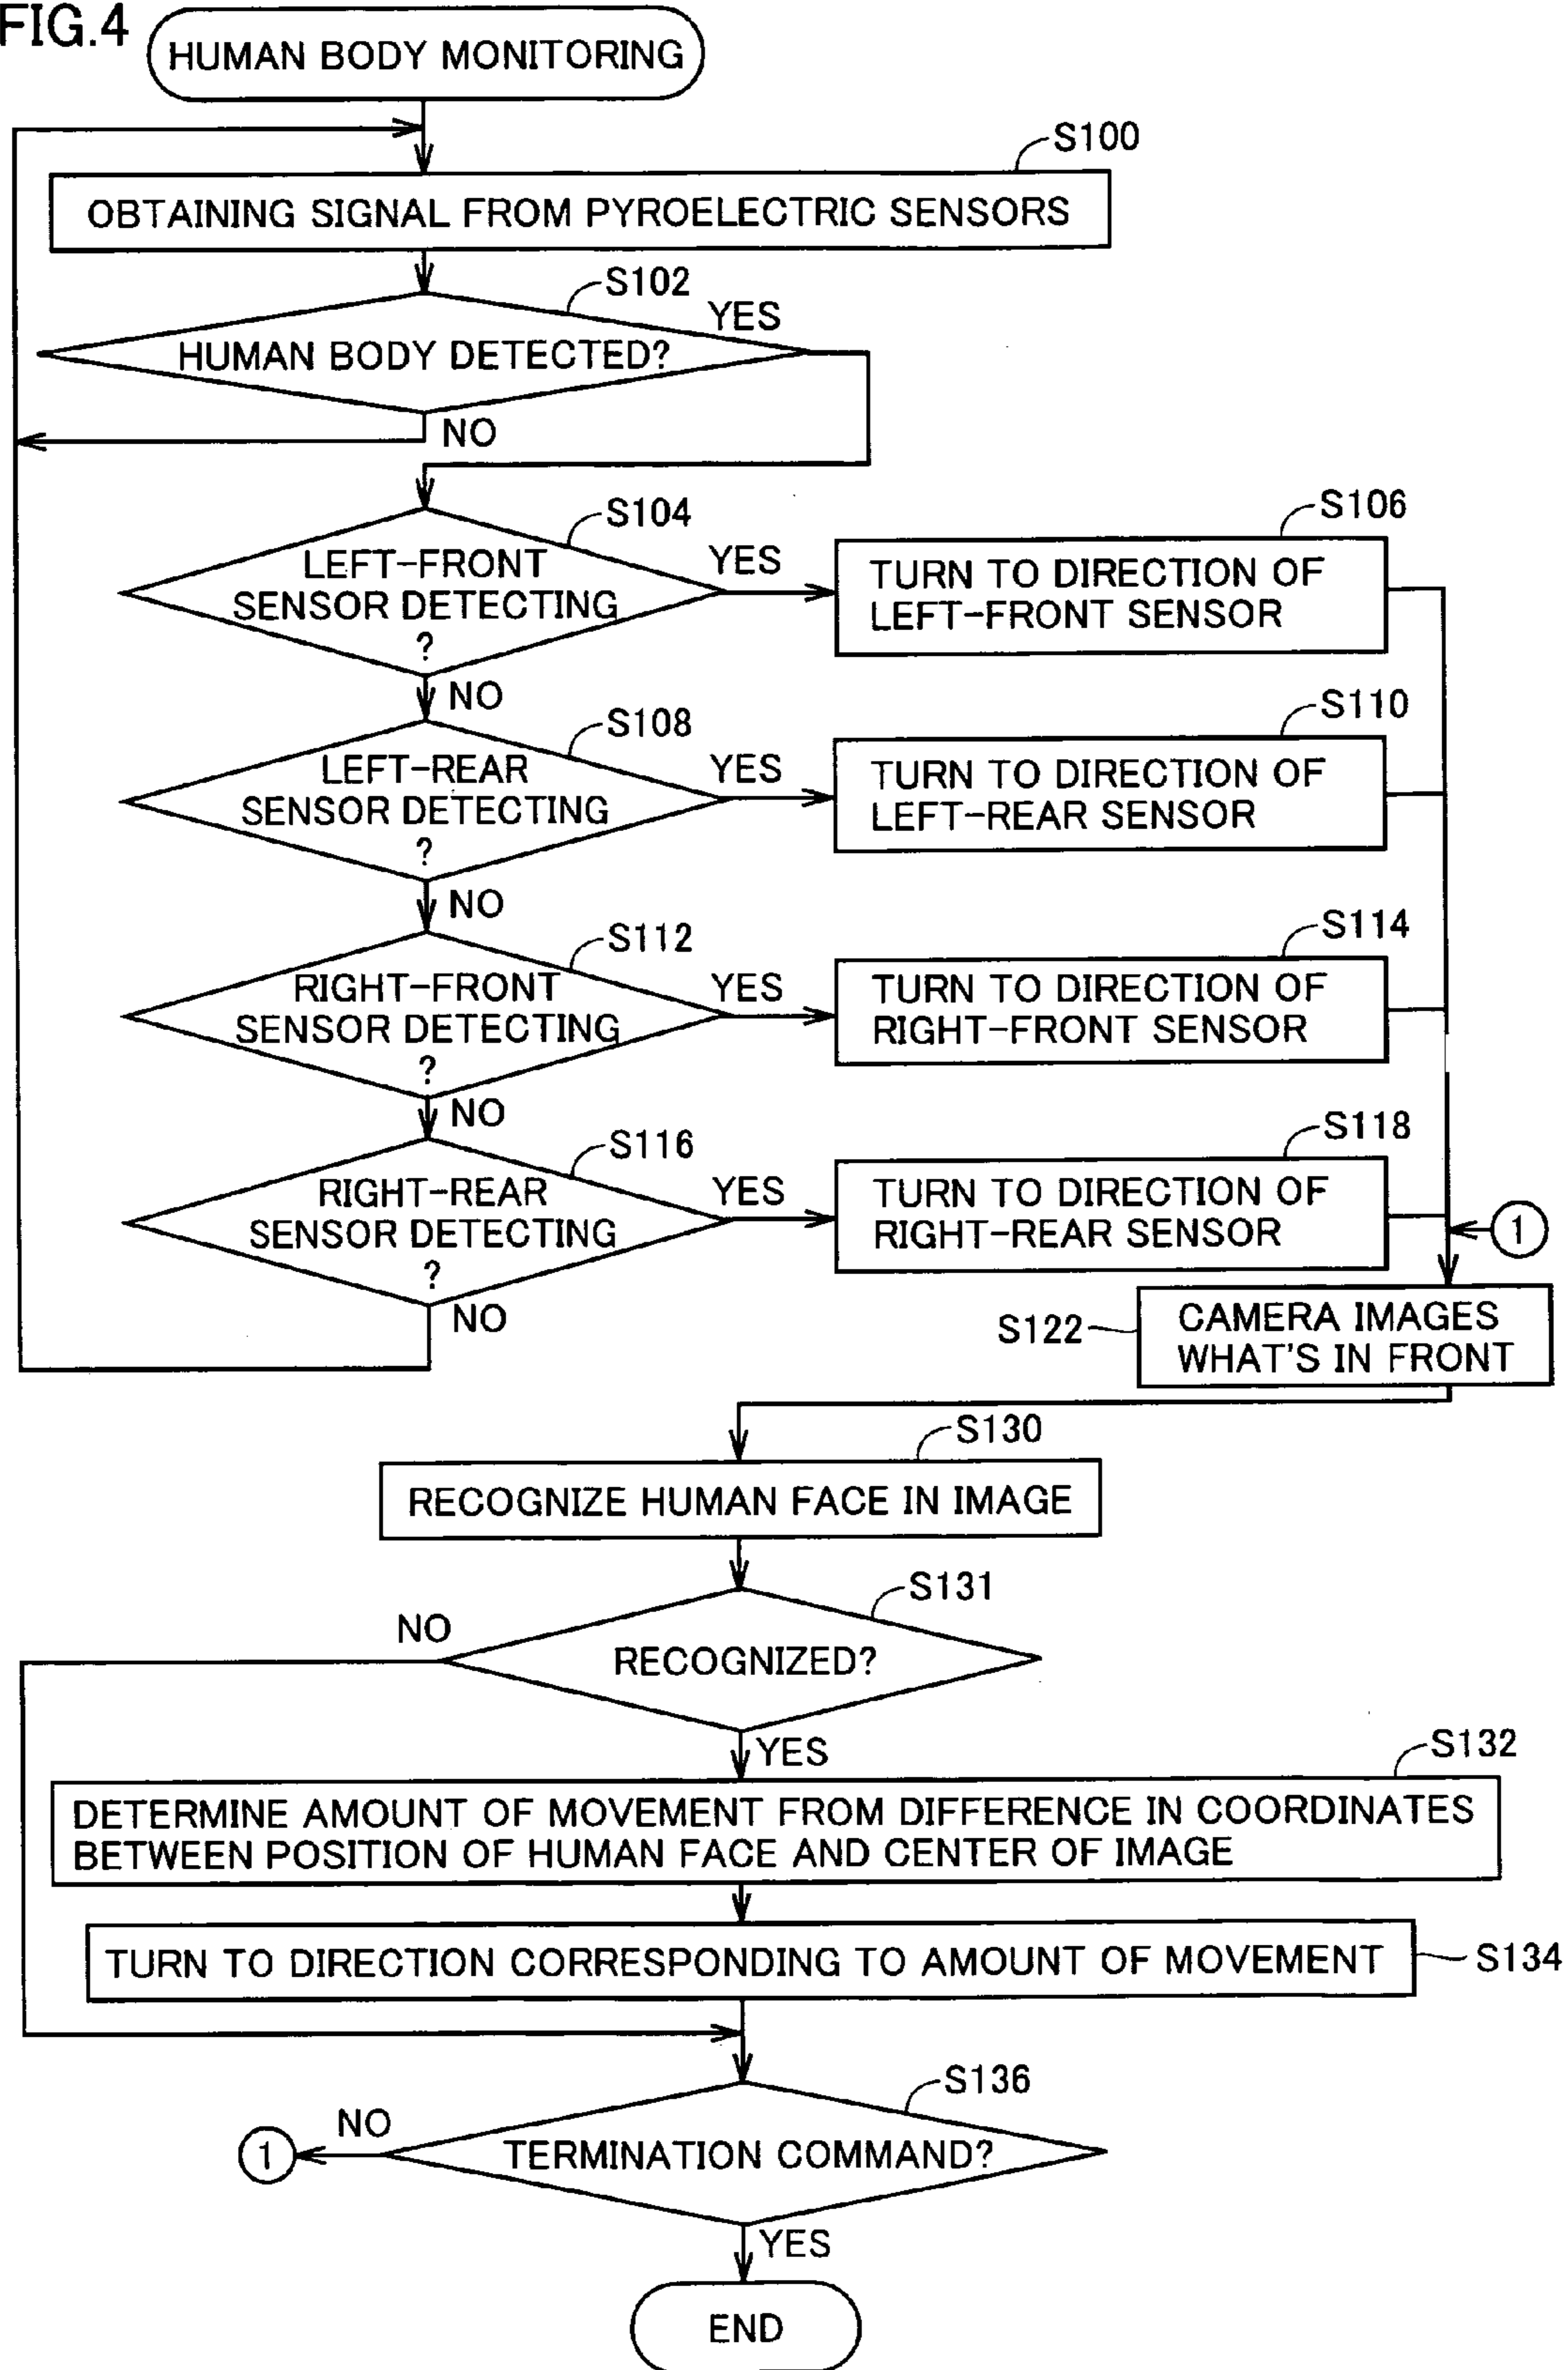 FIG.4
HUMAN BODY MONITORING
S100
OBTAINING SIGNAL FROM PYROELECTRIC SENSORS
S102
YES
HUMAN BODY DETECTED?
NO
S104
LEFT-FRONT
SENSOR DETECTING
?
YES
S106
TURN TO DIRECTION OF
LEFT-FRONT SENSOR
NO
S108
LEFT-REAR
SENSOR DETECTING
?
YES
S110
TURN TO DIRECTION OF
LEFT-REAR SENSOR
NO
S112
RIGHT-FRONT
SENSOR DETECTING
?
YES
S114
TURN TO DIRECTION OF
RIGHT-FRONT SENSOR
NO
S116
RIGHT-REAR
SENSOR DETECTING
?
YES
S118
TURN TO DIRECTION OF
RIGHT-REAR SENSOR
1
NO
S122
CAMERA IMAGES
WHAT'S IN FRONT
S130
RECOGNIZE HUMAN FACE IN IMAGE
S131
NO
RECOGNIZED?
YES
S132
DETERMINE AMOUNT OF MOVEMENT FROM DIFFERENCE IN COORDINATES
BETWEEN POSITION OF HUMAN FACE AND CENTER OF IMAGE
TURN TO DIRECTION CORRESPONDING TO AMOUNT OF MOVEMENT
S134
S136
NO
1
TERMINATION COMMAND?
YES
END